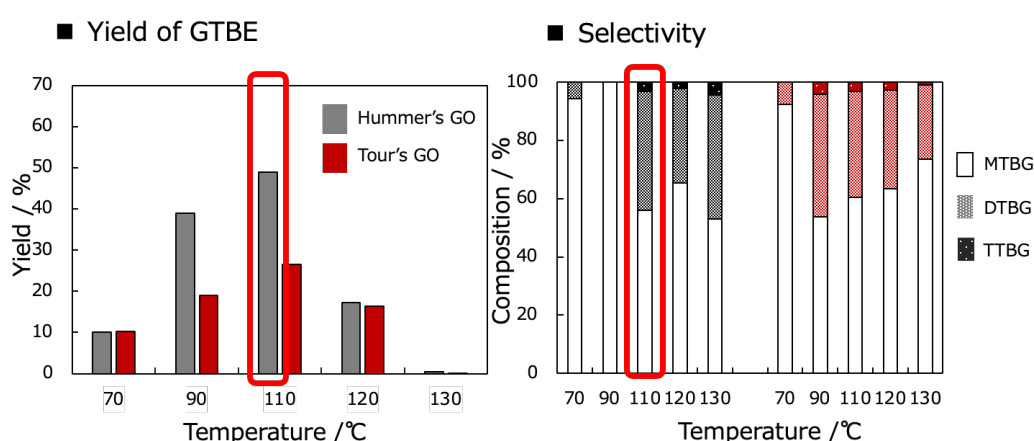 ■ Yield of GTBE
70
60
50
40
30
20
10
0
Yield / %
Hummer's GO
Tour's GO
70 90 110 120 130
Temperature /℃
■ Selectivity
100
80
60
40
20
0
Composition / %
MTBG
DTBG
TTBG
70 90 110 120 130 70 90 110 120 130
Temperature /℃